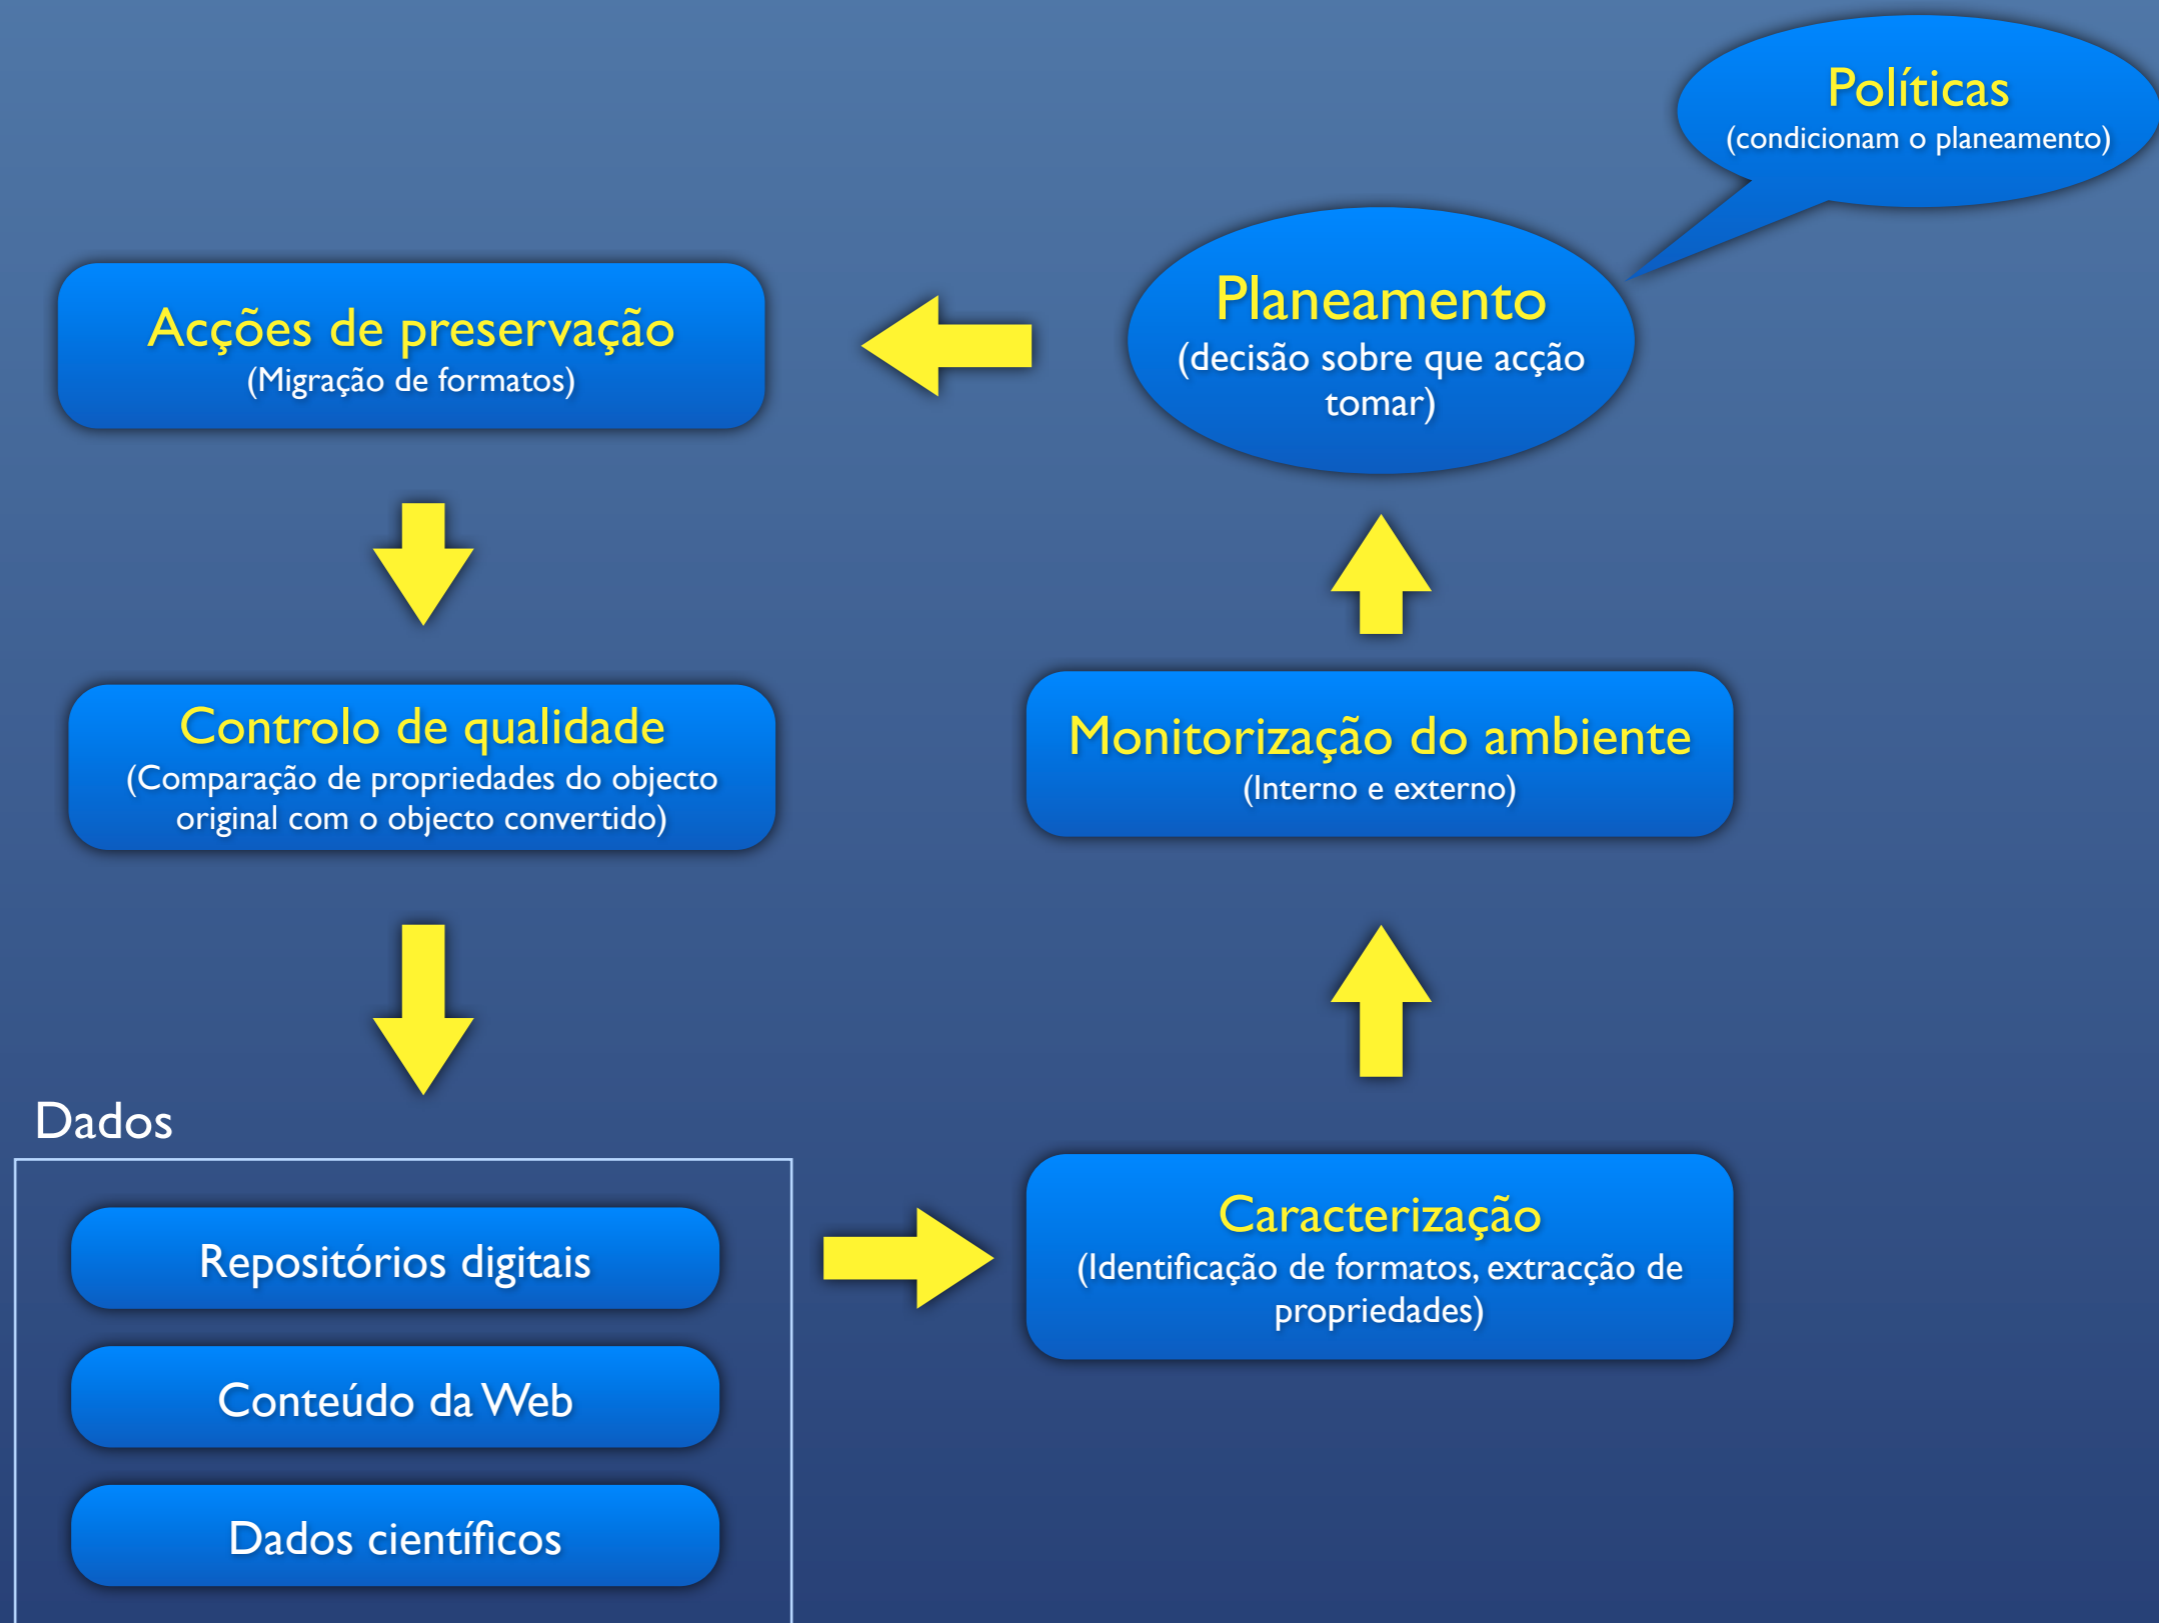 Políticas
(condicionam o planeamento)
Planeamento
(decisão sobre que acção
tomar)
Acções de preservação
(Migração de formatos)
Controlo de qualidade
(Comparação de propriedades do objecto
original com o objecto convertido)
Monitorização do ambiente
(Interno e externo)
Dados
Repositórios digitais
Conteúdo da Web
Dados científicos
Caracterização
(Identificação de formatos, extracção de
propriedades)